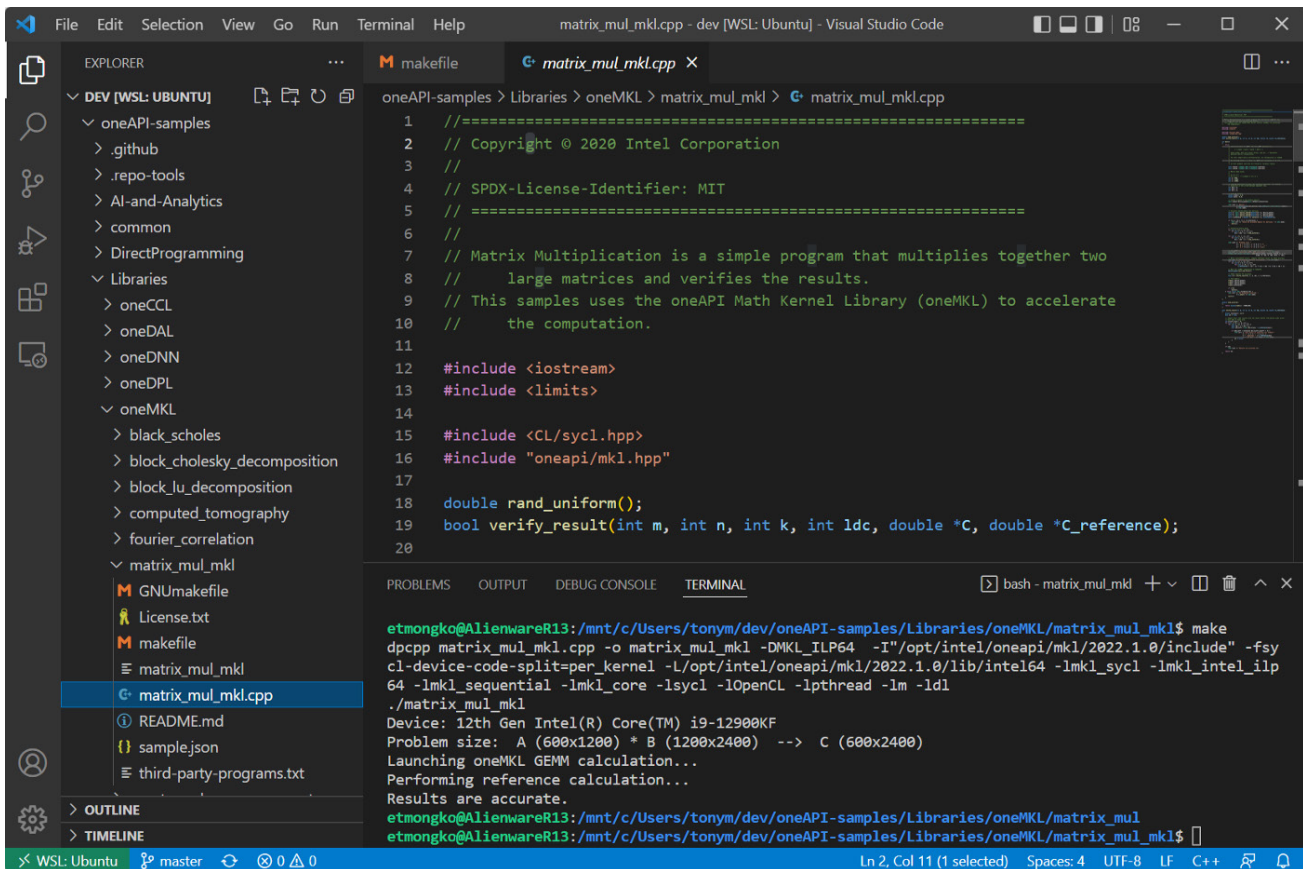 File Edit Selection View Go Run Terminal Help matrix_mul_mkl.cpp - dev [WSL: Ubuntu] - Visual Studio Code
EXPLORER
DEV [WSL: UBUNTU]
oneAPI-samples
.github
.repo-tools
AI-and-Analytics
common
DirectProgramming
Libraries
oneCCL
oneDAL
oneDNN
oneDPL
oneMKL
black_scholes
block_cholesky_decomposition
block_lu_decomposition
computed_tomography
fourier_correlation
matrix_mul_mkl
GNUmakefile
License.txt
makefile
matrix_mul_mkl
matrix_mul_mkl.cpp
README.md
sample.json
third-party-programs.txt
OUTLINE
TIMELINE
makefile matrix_mul_mkl.cpp
oneAPI-samples > Libraries > oneMKL > matrix_mul_mkl > matrix_mul_mkl.cpp
1 //==============================================================
2 // Copyright © 2020 Intel Corporation
3 //
4 // SPDX-License-Identifier: MIT
5 // =============================================================
6 //
7 // Matrix Multiplication is a simple program that multiplies together two
8 //     large matrices and verifies the results.
9 // This samples uses the oneAPI Math Kernel Library (oneMKL) to accelerate
10 //     the computation.
11
12 #include <iostream>
13 #include <limits>
14
15 #include <CL/sycl.hpp>
16 #include "oneapi/mkl.hpp"
17
18 double rand_uniform();
19 bool verify_result(int m, int n, int k, int ldc, double *C, double *C_reference);
20
PROBLEMS OUTPUT DEBUG CONSOLE TERMINAL bash - matrix_mul_mkl
etmongko@AlienwareR13:/mnt/c/Users/tonym/dev/oneAPI-samples/Libraries/oneMKL/matrix_mul_mkl$ make
dpcpp matrix_mul_mkl.cpp -o matrix_mul_mkl -DMKL_ILP64  -I"/opt/intel/oneapi/mkl/2022.1.0/include" -fsy
cl-device-code-split=per_kernel -L/opt/intel/oneapi/mkl/2022.1.0/lib/intel64 -lmkl_sycl -lmkl_intel_ilp
64 -lmkl_sequential -lmkl_core -lsycl -lOpenCL -lpthread -lm -ldl
./matrix_mul_mkl
Device: 12th Gen Intel(R) Core(TM) i9-12900KF
Problem size:  A (600x1200) * B (1200x2400)  -->  C (600x2400)
Launching oneMKL GEMM calculation...
Performing reference calculation...
Results are accurate.
etmongko@AlienwareR13:/mnt/c/Users/tonym/dev/oneAPI-samples/Libraries/oneMKL/matrix_mul
etmongko@AlienwareR13:/mnt/c/Users/tonym/dev/oneAPI-samples/Libraries/oneMKL/matrix_mul_mkl$
WSL: Ubuntu master 0 0 Ln 2, Col 11 (1 selected) Spaces: 4 UTF-8 LF C++